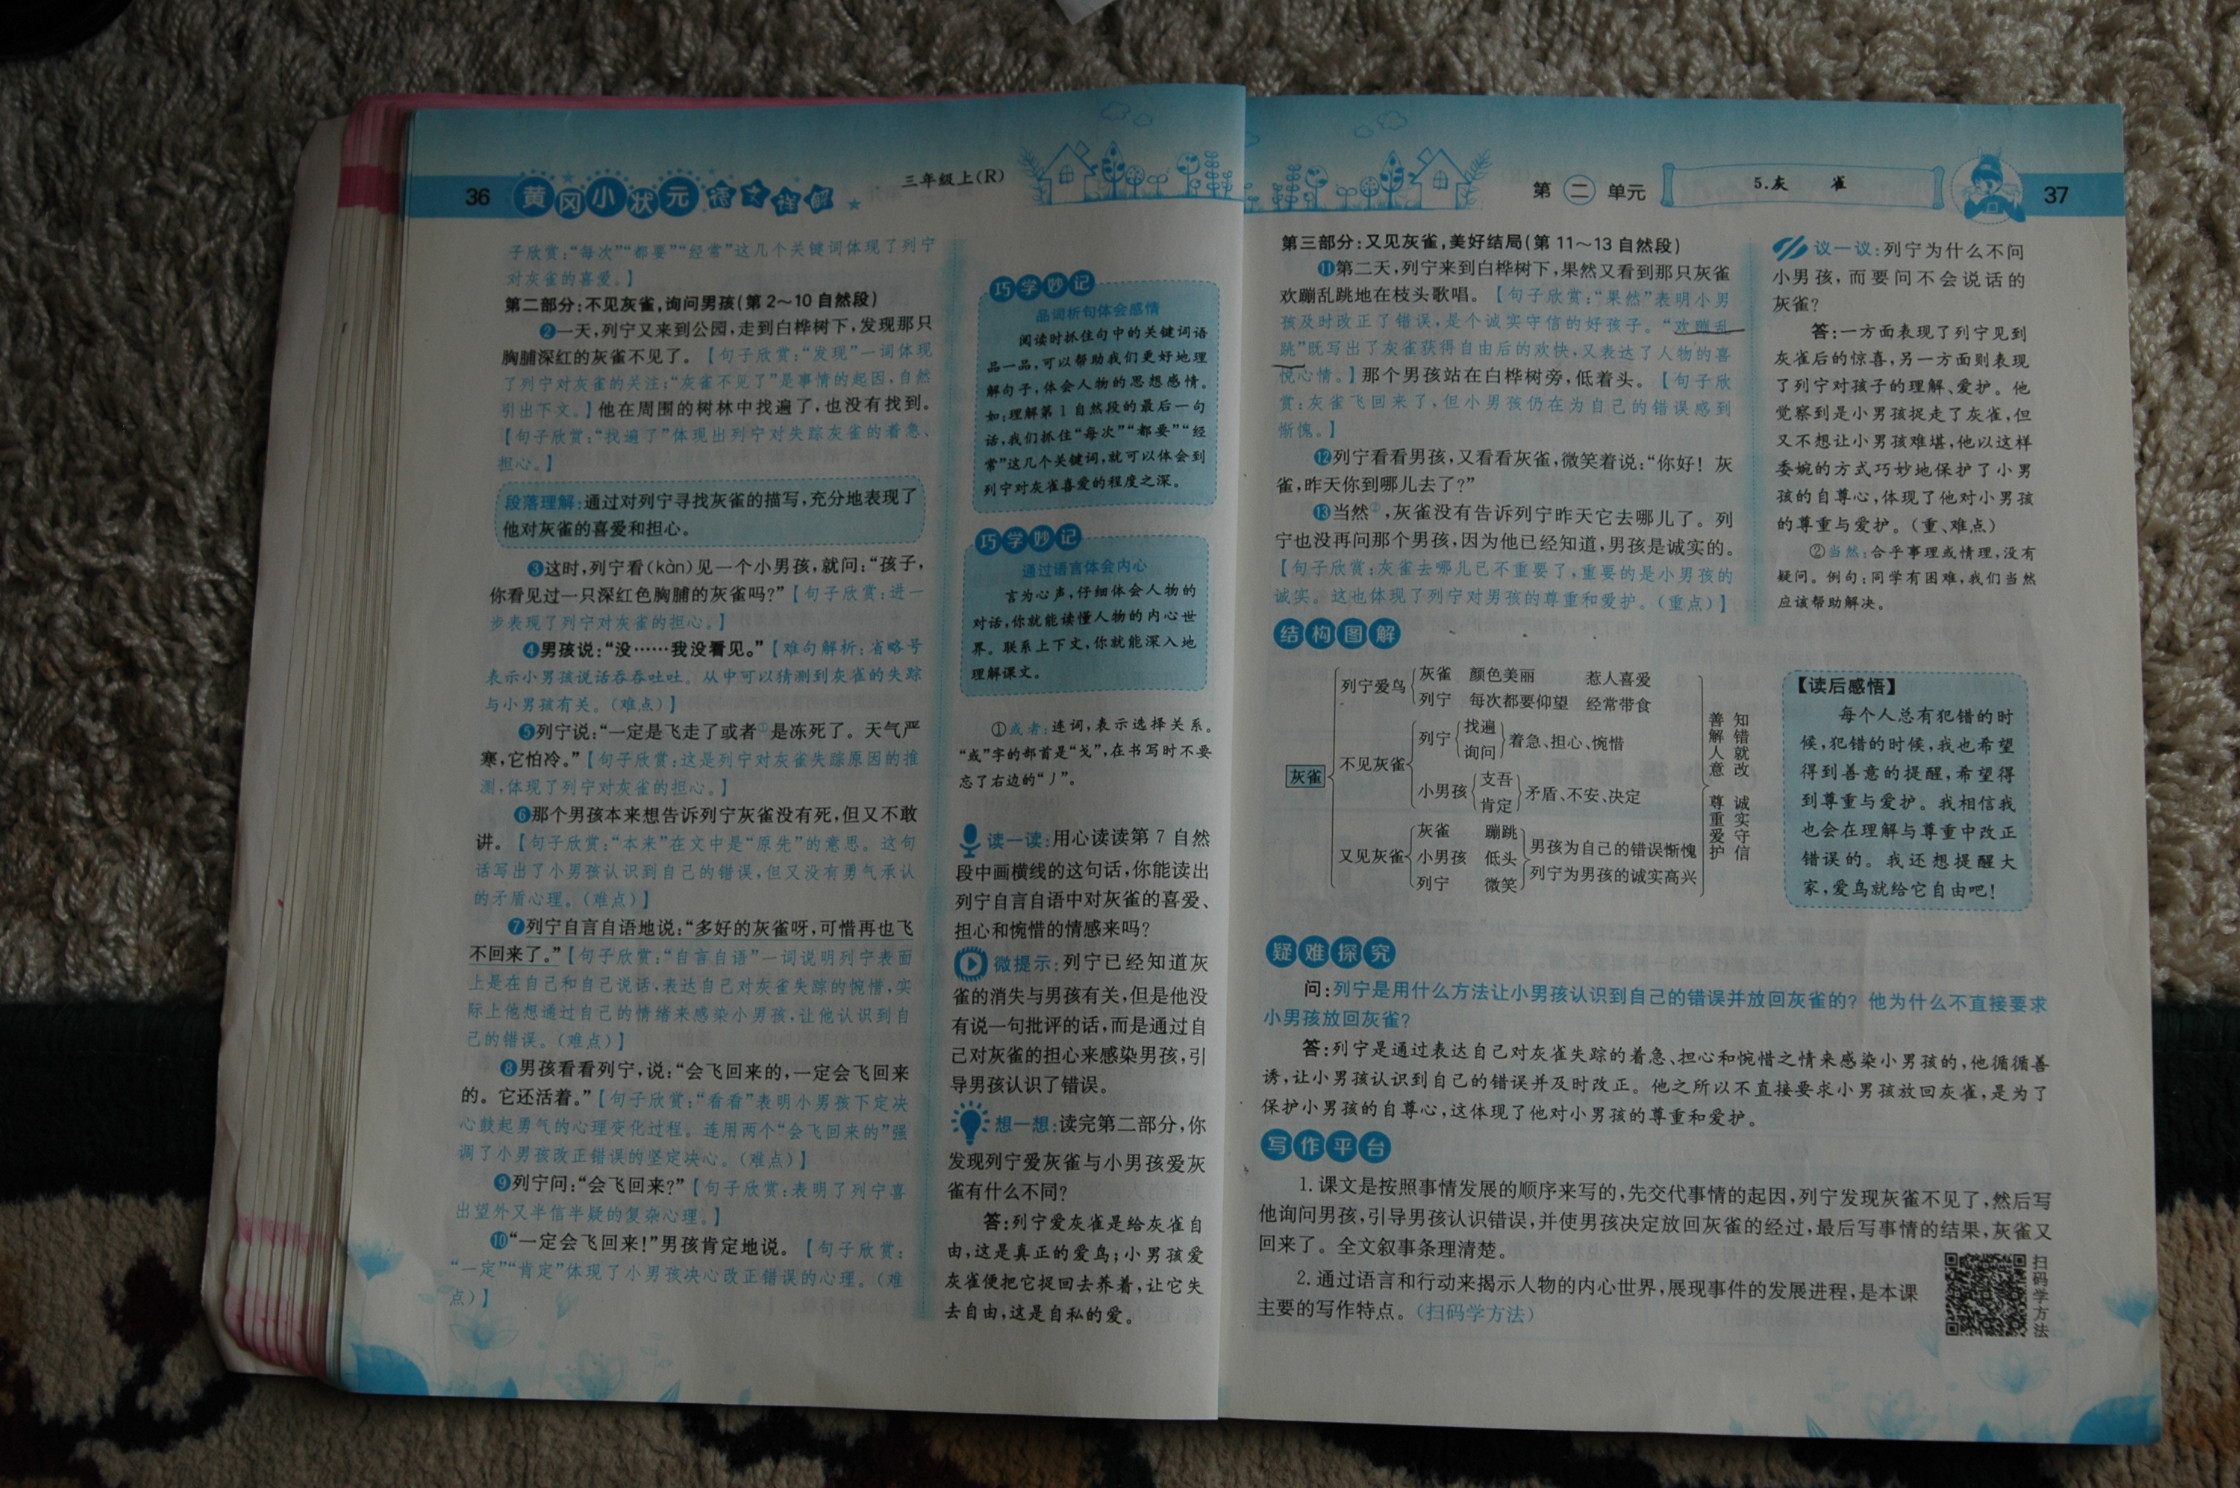 36 黄冈小状元 语文详解 三年级上(R)
子欣赏:“每次”“都要”“经常”这几个关键词体现了列宁
对灰雀的喜爱。】
第二部分:不见灰雀,询问男孩(第2~10自然段)
❷一天,列宁又来到公园,走到白桦树下,发现那只
胸脯深红的灰雀不见了。【句子欣赏:“发现”一词体现
了列宁对灰雀的关注;“灰雀不见了”是事情的起因,自然
引出下文。】他在周围的树林中找遍了,也没有找到。
【句子欣赏:“找遍了”体现出列宁对失踪灰雀的着急、
担心。】
段落理解:通过对列宁寻找灰雀的描写,充分地表现了
他对灰雀的喜爱和担心。
❸这时,列宁看(kàn)见一个小男孩,就问:“孩子,
你看见过一只深红色胸脯的灰雀吗?”【句子欣赏:进一
步表现了列宁对灰雀的担心。】
❹男孩说:“没……我没看见。”【难句解析:省略号
表示小男孩说话吞吞吐吐。从中可以猜测到灰雀的失踪
与小男孩有关。(难点)】
❺列宁说:“一定是飞走了或者①是冻死了。天气严
寒,它怕冷。”【句子欣赏:这是列宁对灰雀失踪原因的推
测,体现了列宁对灰雀的担心。】
❻那个男孩本来想告诉列宁灰雀没有死,但又不敢
讲。【句子欣赏:“本来”在文中是“原先”的意思。这句
话写出了小男孩认识到自己的错误,但又没有勇气承认
的矛盾心理。(难点)】
❼列宁自言自语地说:“多好的灰雀呀,可惜再也飞
不回来了。”【句子欣赏:“自言自语”一词说明列宁表面
上是在自己和自己说话,表达自己对灰雀失踪的惋惜,实
际上他想通过自己的情绪来感染小男孩,让他认识到自
己的错误。(难点)】
❽男孩看看列宁,说:“会飞回来的,一定会飞回来
的。它还活着。”【句子欣赏:“看看”表明小男孩下定决
心鼓起勇气的心理变化过程。连用两个“会飞回来的”强
调了小男孩改正错误的坚定决心。(难点)】
❾列宁问:“会飞回来?”【句子欣赏:表明了列宁喜
出望外又半信半疑的复杂心理。】
❿“一定会飞回来!”男孩肯定地说。【句子欣赏:
“一定”“肯定”体现了小男孩决心改正错误的心理。(难
点)】
巧学妙记
品词析句体会感情
阅读时抓住句中的关键词语
品一品,可以帮助我们更好地理
解句子,体会人物的思想感情。
如:理解第1自然段的最后一句
话,我们抓住“每次”“都要”“经
常”这几个关键词,就可以体会到
列宁对灰雀喜爱的程度之深。
巧学妙记
通过语言体会内心
言为心声,仔细体会人物的
对话,你就能读懂人物的内心世
界。联系上下文,你就能深入地
理解课文。
①或者:连词,表示选择关系。
“或”字的部首是“戈”,在书写时不要
忘了右边的“丿”。
读一读:用心读读第7自然
段中画横线的这句话,你能读出
列宁自言自语中对灰雀的喜爱、
担心和惋惜的情感来吗?
微提示:列宁已经知道灰
雀的消失与男孩有关,但是他没
有说一句批评的话,而是通过自
己对灰雀的担心来感染男孩,引
导男孩认识了错误。
想一想:读完第二部分,你
发现列宁爱灰雀与小男孩爱灰
雀有什么不同?
答:列宁爱灰雀是给灰雀自
由,这是真正的爱鸟;小男孩爱
灰雀便把它捉回去养着,让它失
去自由,这是自私的爱。
第二单元 5.灰雀 37
第三部分:又见灰雀,美好结局(第11~13自然段)
⓫第二天,列宁来到白桦树下,果然又看到那只灰雀
欢蹦乱跳地在枝头歌唱。【句子欣赏:“果然”表明小男
孩及时改正了错误,是个诚实守信的好孩子。“欢蹦乱
跳”既写出了灰雀获得自由后的欢快,又表达了人物的喜
悦心情。】那个男孩站在白桦树旁,低着头。【句子欣
赏:灰雀飞回来了,但小男孩仍在为自己的错误感到
惭愧。】
⓬列宁看看男孩,又看看灰雀,微笑着说:“你好!灰
雀,昨天你到哪儿去了?”
⓭当然②,灰雀没有告诉列宁昨天它去哪儿了。列
宁也没再问那个男孩,因为他已经知道,男孩是诚实的。
【句子欣赏:灰雀去哪儿已不重要了,重要的是小男孩的
诚实。这也体现了列宁对男孩的尊重和爱护。(重点)】
议一议:列宁为什么不问
小男孩,而要问不会说话的
灰雀?
答:一方面表现了列宁见到
灰雀后的惊喜,另一方面则表现
了列宁对孩子的理解、爱护。他
觉察到是小男孩捉走了灰雀,但
又不想让小男孩难堪,他以这样
委婉的方式巧妙地保护了小男
孩的自尊心,体现了他对小男孩
的尊重与爱护。(重、难点)
②当然:合乎事理或情理,没有
疑问。例句:同学有困难,我们当然
应该帮助解决。
结构图解
灰雀
列宁爱鸟 灰雀 颜色美丽 惹人喜爱
列宁 每次都要仰望 经常带食
不见灰雀 列宁 找遍 询问 着急、担心、惋惜
小男孩 支吾 肯定 矛盾、不安、决定
又见灰雀 灰雀 蹦跳
小男孩 低头 男孩为自己的错误惭愧
列宁 微笑 列宁为男孩的诚实高兴
善解人意 知错就改
尊重爱护 诚实守信
【读后感悟】
每个人总有犯错的时
候,犯错的时候,我也希望
得到善意的提醒,希望得
到尊重与爱护。我相信我
也会在理解与尊重中改正
错误的。我还想提醒大
家,爱鸟就给它自由吧!
疑难探究
问:列宁是用什么方法让小男孩认识到自己的错误并放回灰雀的?他为什么不直接要求
小男孩放回灰雀?
答:列宁是通过表达自己对灰雀失踪的着急、担心和惋惜之情来感染小男孩的,他循循善
诱,让小男孩认识到自己的错误并及时改正。他之所以不直接要求小男孩放回灰雀,是为了
保护小男孩的自尊心,这体现了他对小男孩的尊重和爱护。
写作平台
1.课文是按照事情发展的顺序来写的,先交代事情的起因,列宁发现灰雀不见了,然后写
他询问男孩,引导男孩认识错误,并使男孩决定放回灰雀的经过,最后写事情的结果,灰雀又
回来了。全文叙事条理清楚。
2.通过语言和行动来揭示人物的内心世界,展现事件的发展进程,是本课
主要的写作特点。(扫码学方法)
扫码学方法